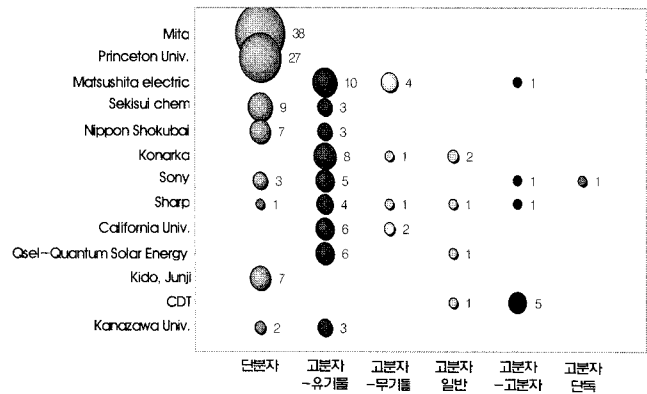 Mita 38
Princeton Univ. 27
Matsushita electric 10 4 1
Sekisui chem 9 3
Nippon Shokubai 7 3
Konarka 8 1 2
Sony 3 5 1 1
Sharp 1 4 1 1 1
California Univ. 6 2
Qsel-Quantum Solar Energy 6 1
Kido, Junji 7
CDT 1 5
Kanazawa Univ. 2 3
단분자 고분자 고분자 고분자 고분자 고분자
-유기물 -무기물 일반 -고분자 단독